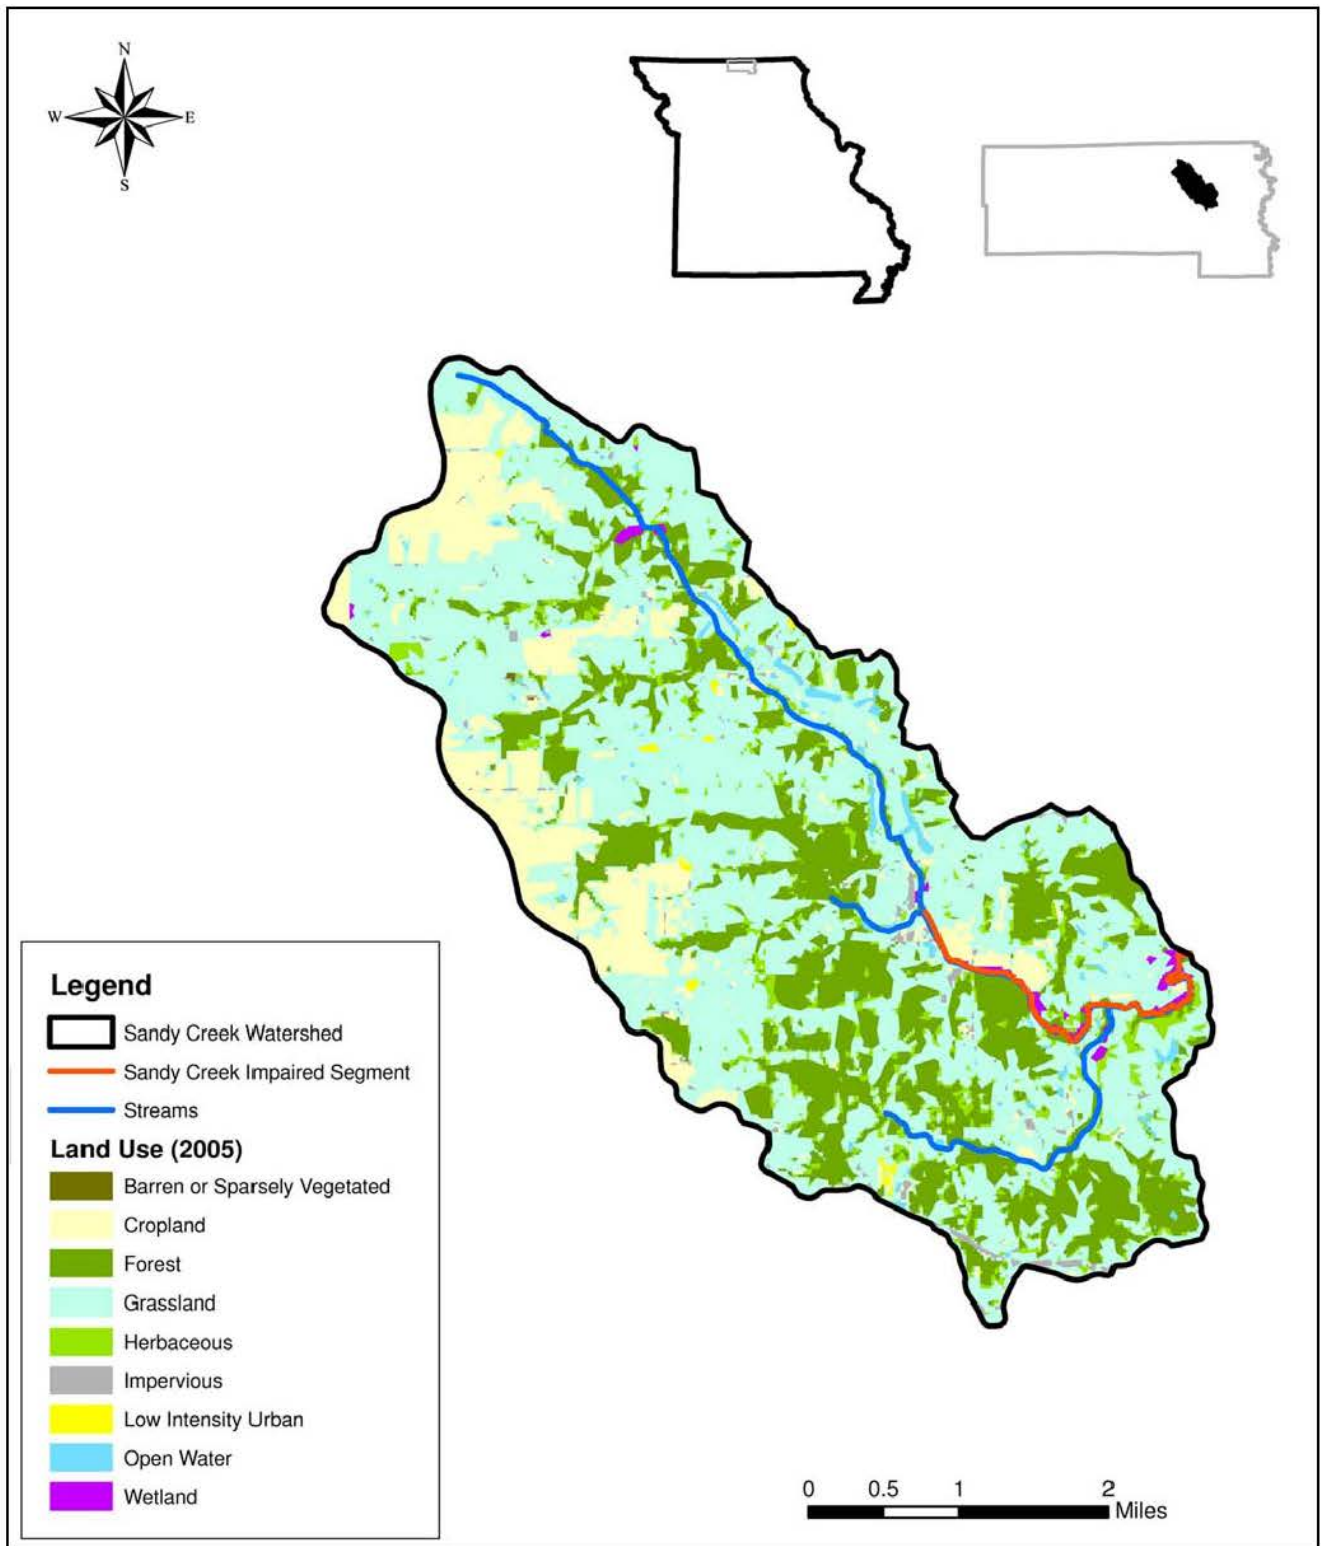 N
W E
S
Legend
Sandy Creek Watershed
Sandy Creek Impaired Segment
Streams
Land Use (2005)
Barren or Sparsely Vegetated
Cropland
Forest
Grassland
Herbaceous
Impervious
Low Intensity Urban
Open Water
Wetland
0 0.5 1 2
Miles